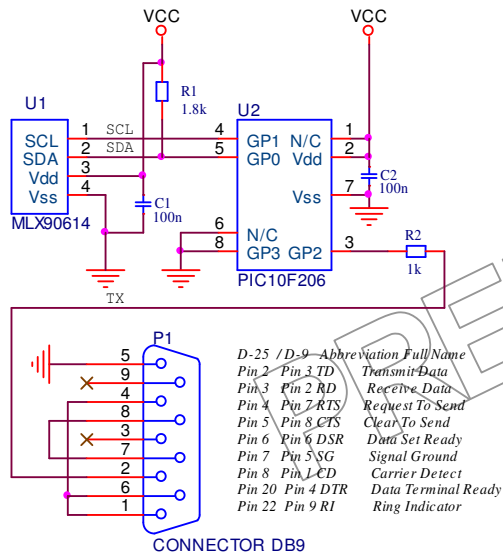 VCC
VCC
U1
R1
1.8k
U2
SCL
SDA
Vdd
Vss
1
2
3
4
SCL
SDA
4
5
GP1
GP0
N/C
Vdd
1
2
Vss
7
C1
100n
C2
100n
MLX90614
6
8
N/C
GP3
GP2
3
R2
1k
PIC10F206
TX
P1
5
9
4
8
3
7
2
6
1
CONNECTOR DB9
D-25 / D-9 Abbreviation Full Name
Pin 2 Pin 3 TD Transmit Data
Pin 3 Pin 2 RD Receive Data
Pin 4 Pin 7 RTS Request To Send
Pin 5 Pin 8 CTS Clear To Send
Pin 6 Pin 6 DSR Data Set Ready
Pin 7 Pin 5 SG Signal Ground
Pin 8 Pin 1 CD Carrier Detect
Pin 20 Pin 4 DTR Data Terminal Ready
Pin 22 Pin 9 RI Ring Indicator
PRE